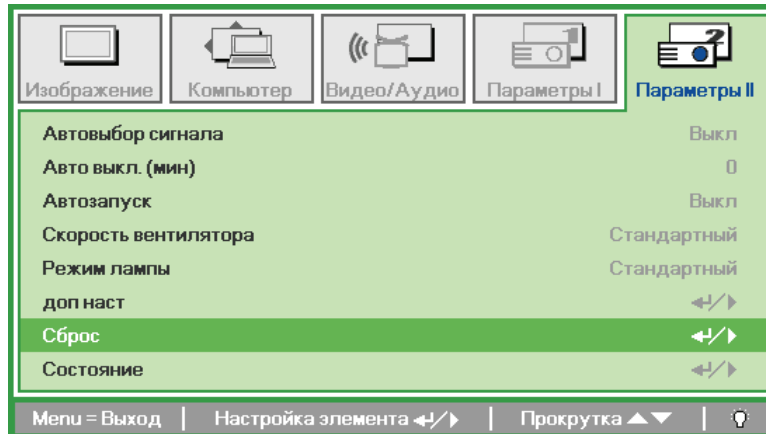 Изображение Компьютер Видео/Аудио Параметры I Параметры II
Автовыбор сигнала Выкл
Авто выкл. (мин) 0
Автозапуск Выкл
Скорость вентилятора Стандартный
Режим лампы Стандартный
доп наст
Сброс
Состояние
Menu = Выход | Настройка элемента | Прокрутка |